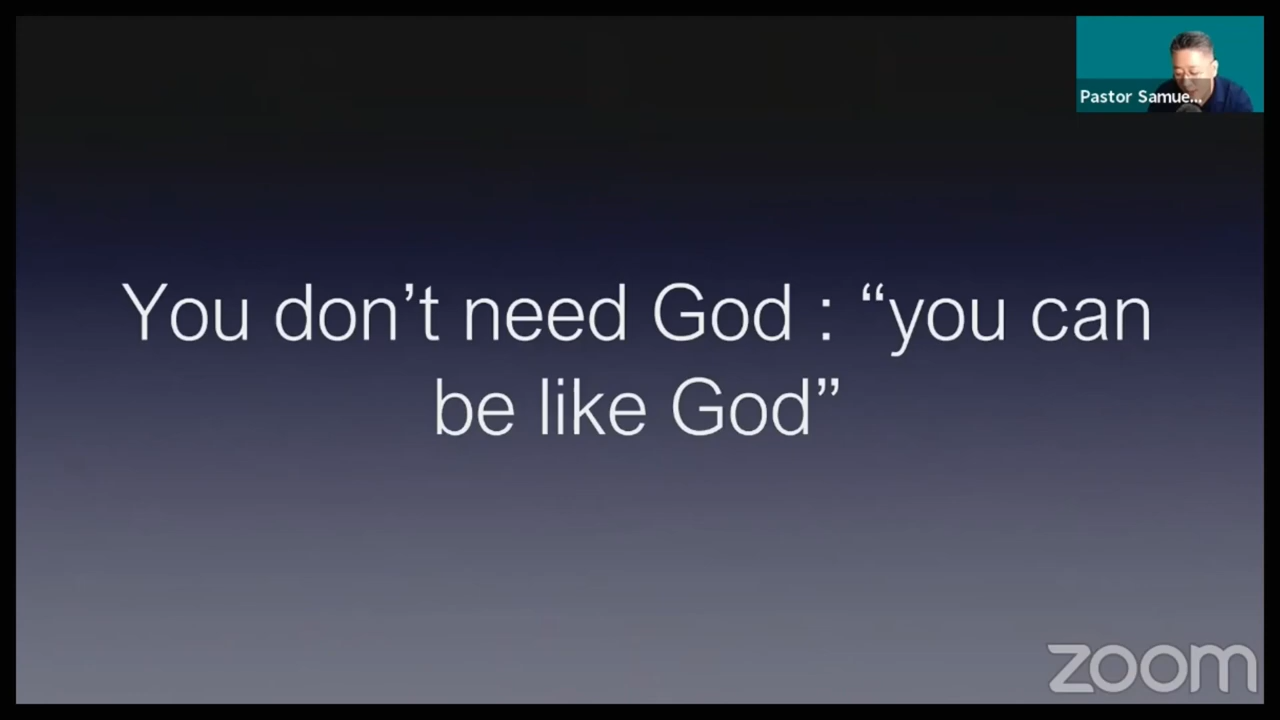 Pastor Samue...
You don’t need God : “you can
be like God”
zoom